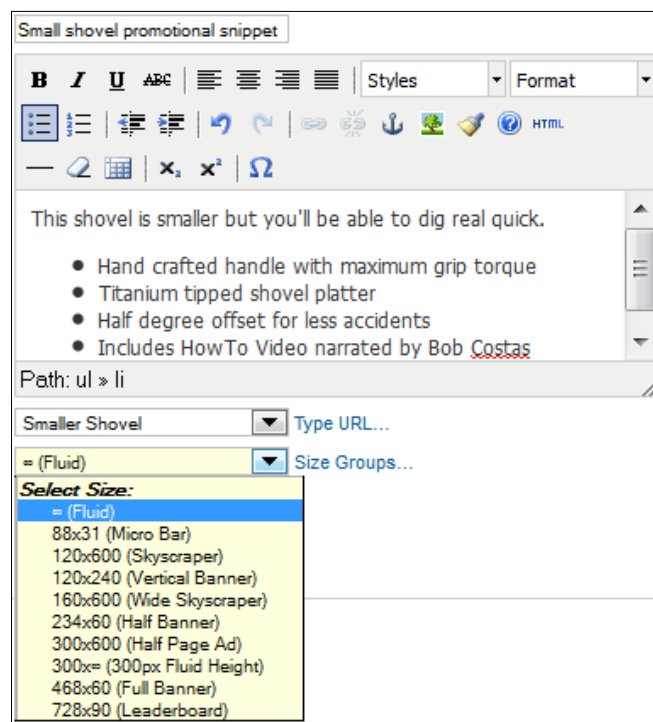 Small shovel promotional snippet
B I U ABC Styles Format
HTML
x₂ x² Ω
This shovel is smaller but you'll be able to dig real quick.
• Hand crafted handle with maximum grip torque
• Titanium tipped shovel platter
• Half degree offset for less accidents
• Includes HowTo Video narrated by Bob Costas
Path: ul » li
Smaller Shovel Type URL...
∞ (Fluid) Size Groups...
Select Size:
∞ (Fluid)
88x31 (Micro Bar)
120x600 (Skyscraper)
120x240 (Vertical Banner)
160x600 (Wide Skyscraper)
234x60 (Half Banner)
300x600 (Half Page Ad)
300x∞ (300px Fluid Height)
468x60 (Full Banner)
728x90 (Leaderboard)